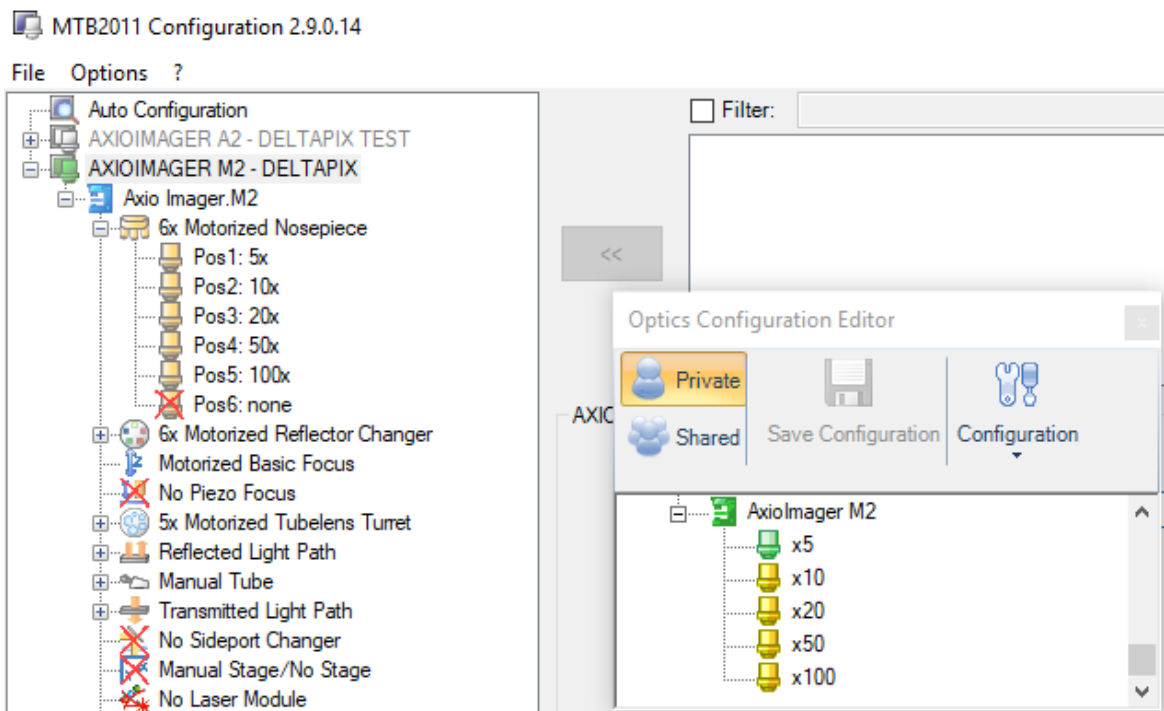 MTB2011 Configuration 2.9.0.14
File Options ?
Auto Configuration
AXIOIMAGER A2 - DELTAPIX TEST
AXIOIMAGER M2 - DELTAPIX
Axio Imager.M2
6x Motorized Nosepiece
Pos1: 5x
Pos2: 10x
Pos3: 20x
Pos4: 50x
Pos5: 100x
Pos6: none
6x Motorized Reflector Changer
Motorized Basic Focus
No Piezo Focus
5x Motorized Tubelens Turret
Reflected Light Path
Manual Tube
Transmitted Light Path
No Sideport Changer
Manual Stage/No Stage
No Laser Module
Filter:
<<
AXIO
Optics Configuration Editor
x
Private
Shared
Save Configuration
Configuration
AxioImager M2
x5
x10
x20
x50
x100